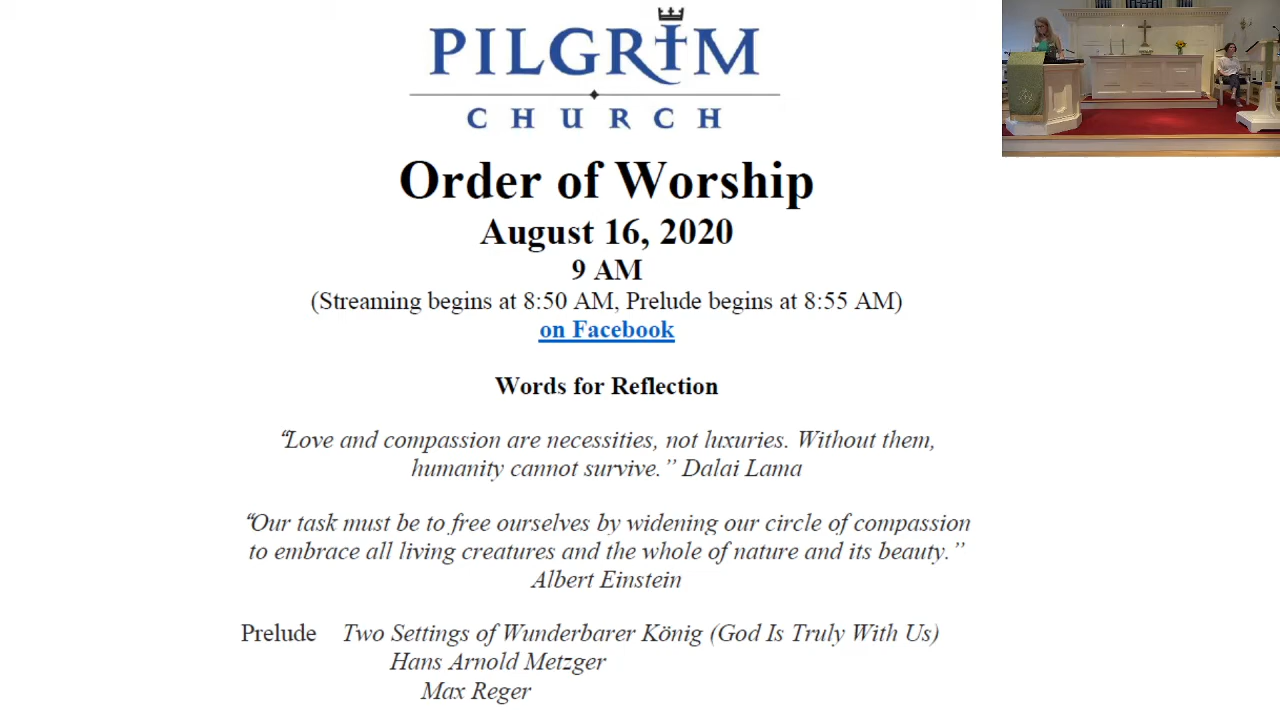 PILGRIM
CHURCH
Order of Worship
August 16, 2020
9 AM
(Streaming begins at 8:50 AM, Prelude begins at 8:55 AM)
on Facebook
Words for Reflection
“Love and compassion are necessities, not luxuries. Without them,
humanity cannot survive.” Dalai Lama
“Our task must be to free ourselves by widening our circle of compassion
to embrace all living creatures and the whole of nature and its beauty.”
Albert Einstein
Prelude Two Settings of Wunderbarer König (God Is Truly With Us)
Hans Arnold Metzger
Max Reger